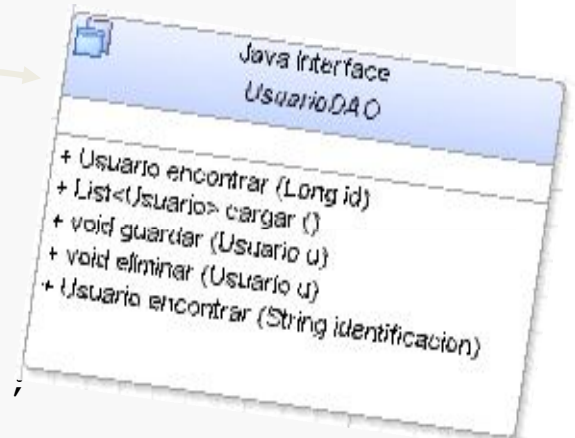 Java Interface
UsuarioDAO
+ Usuario encontrar (Long id)
+ List<Usuario> cargar ()
+ void guardar (Usuario u)
+ void eliminar (Usuario u)
+ Usuario encontrar (String identificacion)
;